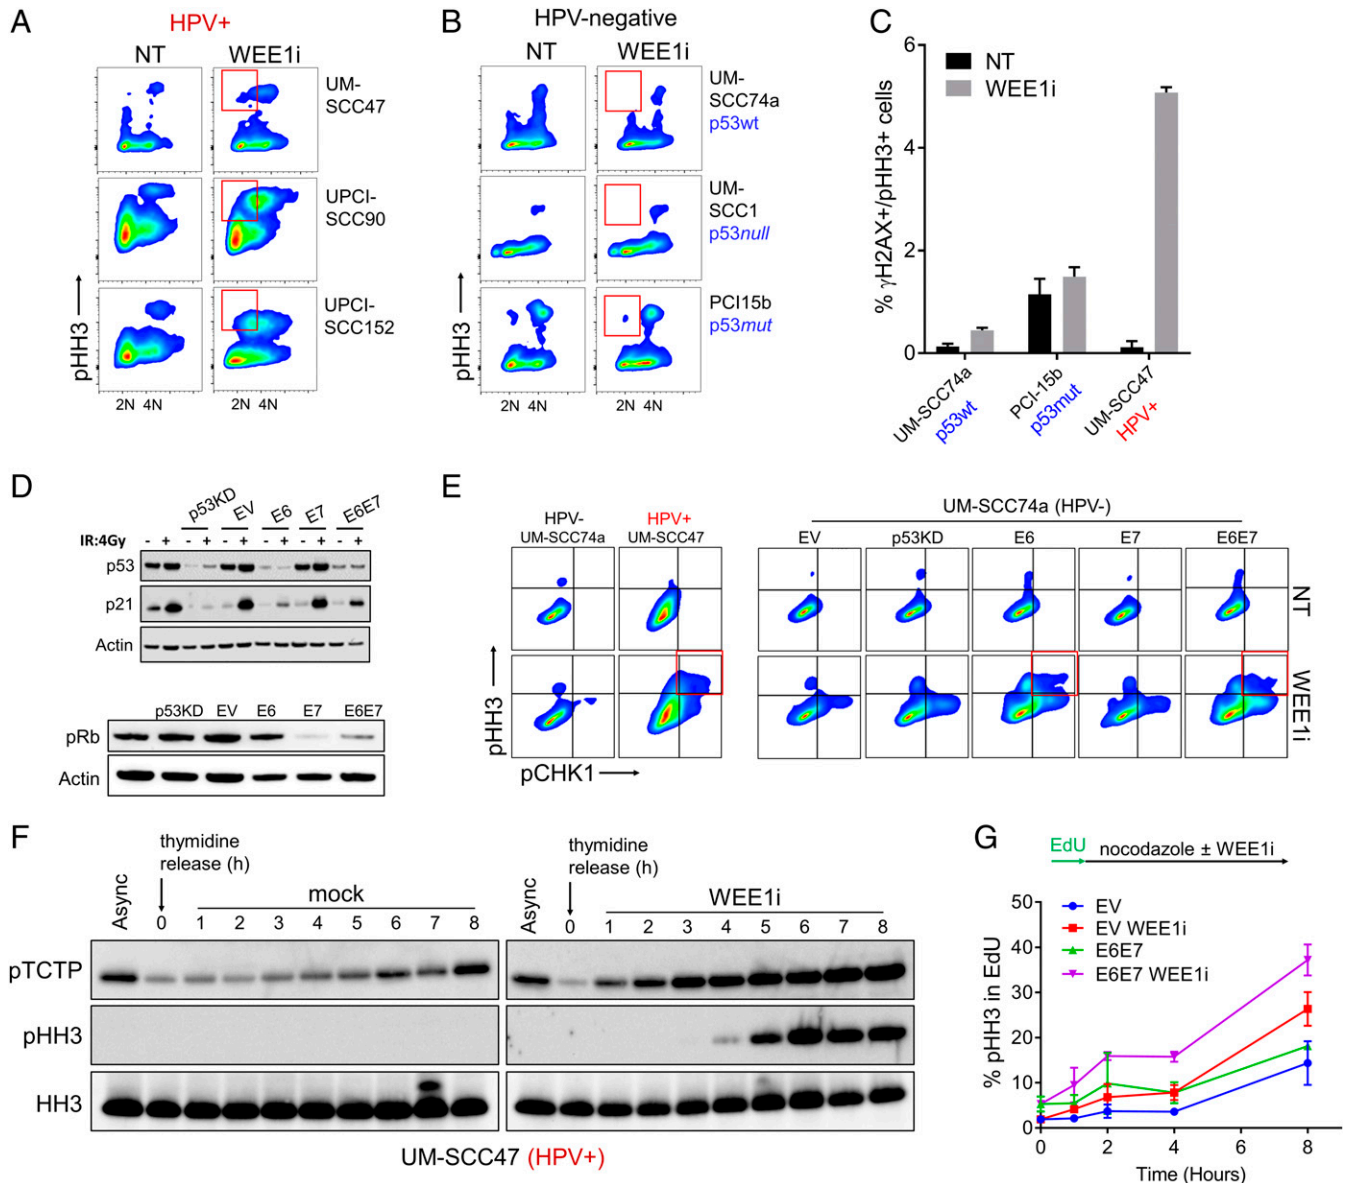 A
HPV+
NT WEE1i
UM-
SCC47
UPCI-
SCC90
UPCI-
SCC152
pHH3
2N 4N 2N 4N
B
HPV-negative
NT WEE1i
UM-
SCC74a
p53wt
UM-
SCC1
p53null
PCI15b
p53mut
pHH3
2N 4N 2N 4N
C
NT
WEE1i
% γH2AX+/pHH3+ cells
6
4
2
0
UM-SCC74a
p53wt
PCI-15b
p53mut
UM-SCC47
HPV+
D
p53KD EV E6 E7 E6E7
IR:4Gy - + - + - + - + - + - +
p53
p21
Actin
p53KD EV E6 E7 E6E7
pRb
Actin
E
HPV-
UM-SCC74a
HPV+
UM-SCC47
UM-SCC74a (HPV-)
EV p53KD E6 E7 E6E7
NT
WEE1i
pHH3
pCHK1
F
thymidine
release (h)
Async 0 1 2 3 4 5 6 7 8
mock
thymidine
release (h)
Async 0 1 2 3 4 5 6 7 8
WEE1i
pTCTP
pHH3
HH3
UM-SCC47 (HPV+)
G
EdU nocodazole ± WEE1i
EV
EV WEE1i
E6E7
E6E7 WEE1i
% pHH3 in EdU
50
40
30
20
10
0
0 2 4 6 8
Time (Hours)